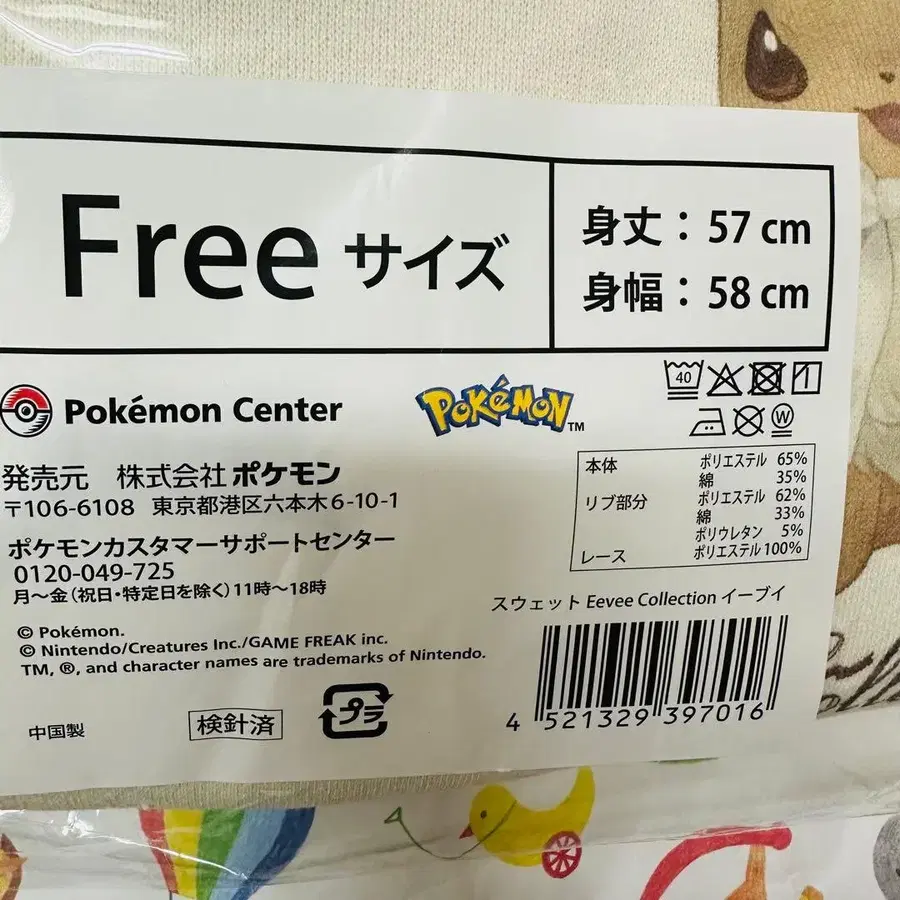 Free サイズ
身丈：57 cm
身幅：58 cm
Pokémon Center
POKÉMON™
40
W
発売元 株式会社ポケモン
〒106-6108 東京都港区六本木6-10-1
ポケモンカスタマーサポートセンター
0120-049-725
月～金(祝日・特定日を除く)11時～18時
本体 ポリエステル 65%
綿 35%
リブ部分 ポリエステル 62%
綿 33%
ポリウレタン 5%
レース ポリエステル 100%
スウェット Eevee Collection イーブイ
4 521329 397016
© Pokémon.
© Nintendo/Creatures Inc./GAME FREAK inc.
TM, ®, and character names are trademarks of Nintendo.
中国製
検針済
プラ